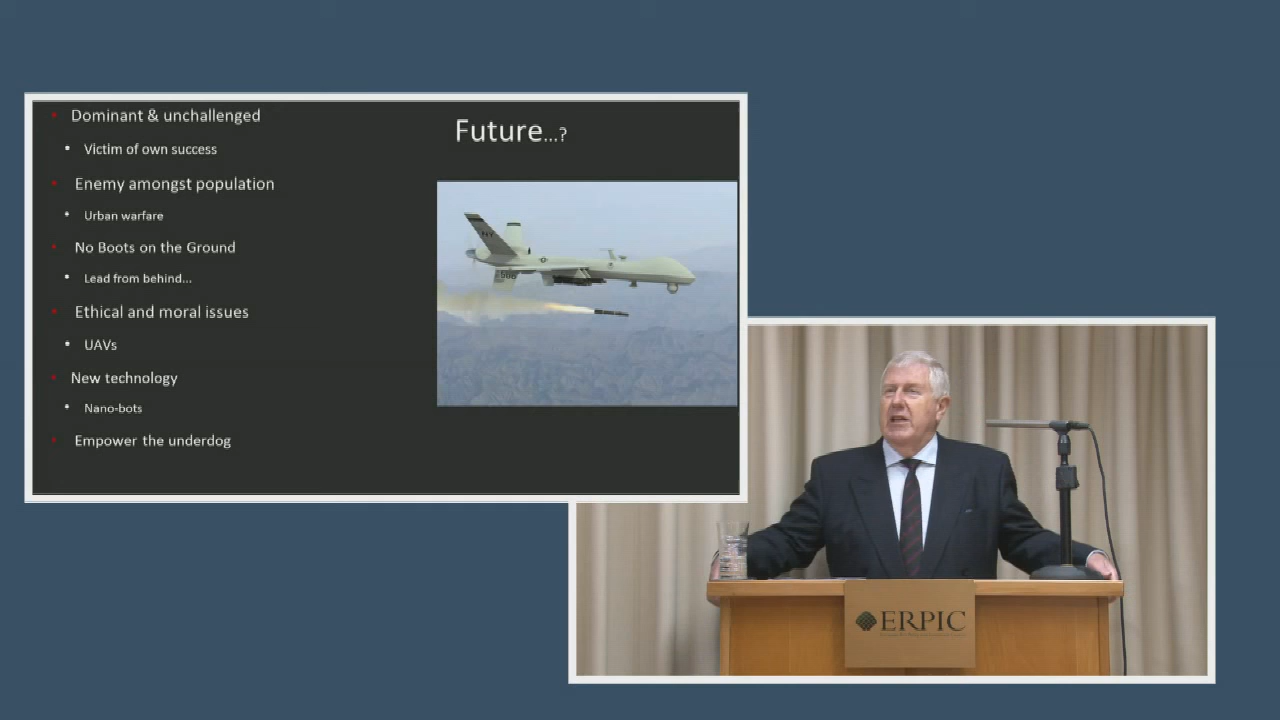 Dominant & unchallenged
Victim of own success
Enemy amongst population
Urban warfare
No Boots on the Ground
Lead from behind...
Ethical and moral issues
UAVs
New technology
Nano-bots
Empower the underdog
Future...?
ERPIC